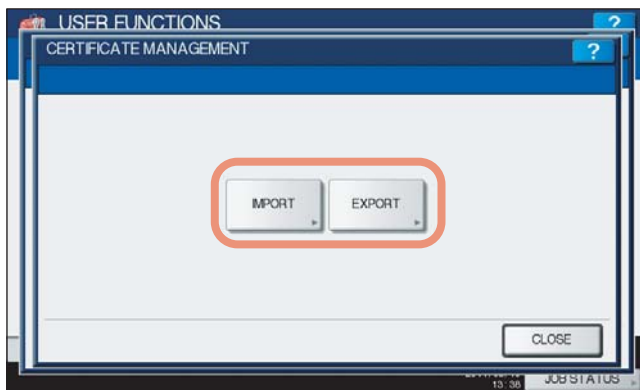 USER FUNCTIONS
?
CERTIFICATE MANAGEMENT
?
IMPORT
EXPORT
CLOSE
13:38
JOB STATUS